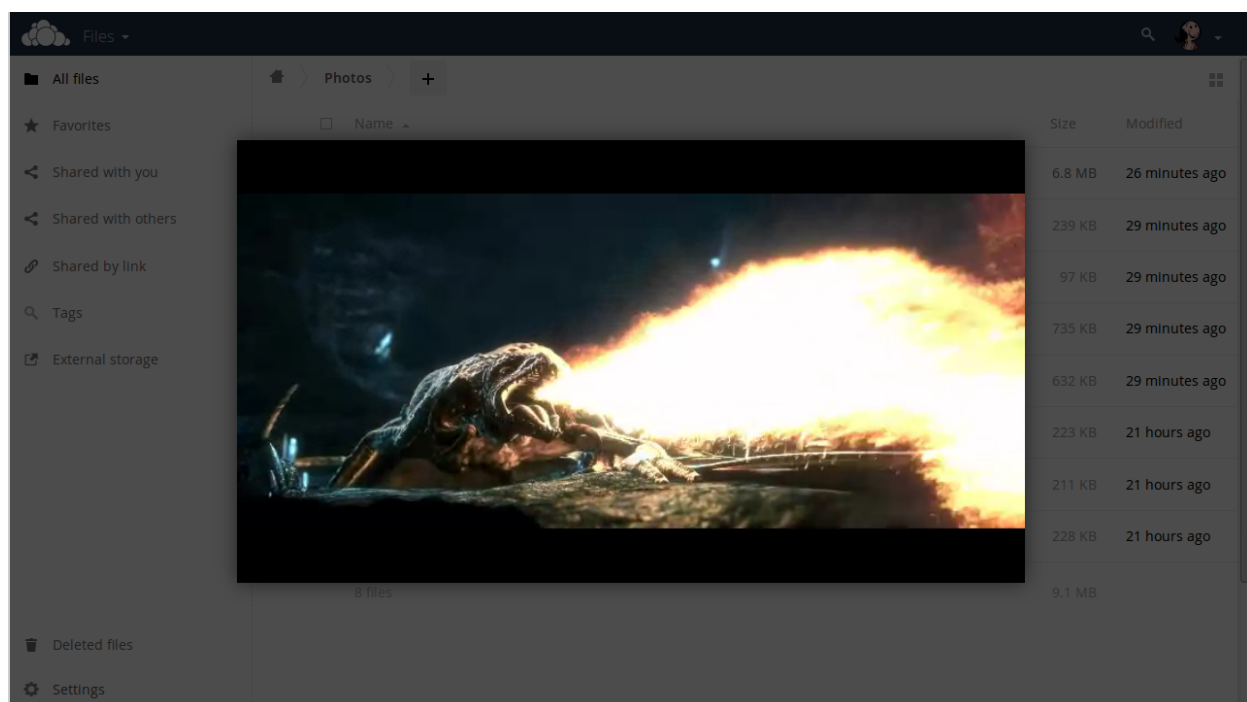 Files
All files
Favorites
Shared with you
Shared with others
Shared by link
Tags
External storage
Deleted files
Settings
Photos +
Name Size Modified
6.8 MB 26 minutes ago
239 KB 29 minutes ago
97 KB 29 minutes ago
735 KB 29 minutes ago
632 KB 29 minutes ago
223 KB 21 hours ago
211 KB 21 hours ago
228 KB 21 hours ago
8 files 9.1 MB